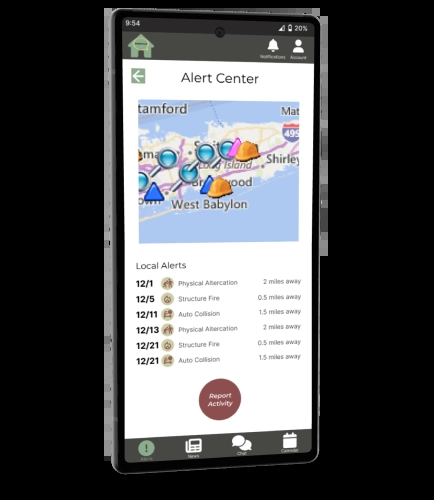 9:54
20%
Notifications
Account
Alert Center
tamford
Mat
495
Long Island
Shirley
West Babylon
Local Alerts
12/1 Physical Altercation 2 miles away
12/5 Structure Fire 0.5 miles away
12/11 Auto Collision 1.5 miles away
12/13 Physical Altercation 2 miles away
12/21 Structure Fire 0.5 miles away
12/21 Auto Collision 1.5 miles away
Report
Activity
Alerts
News
Chat
Calendar